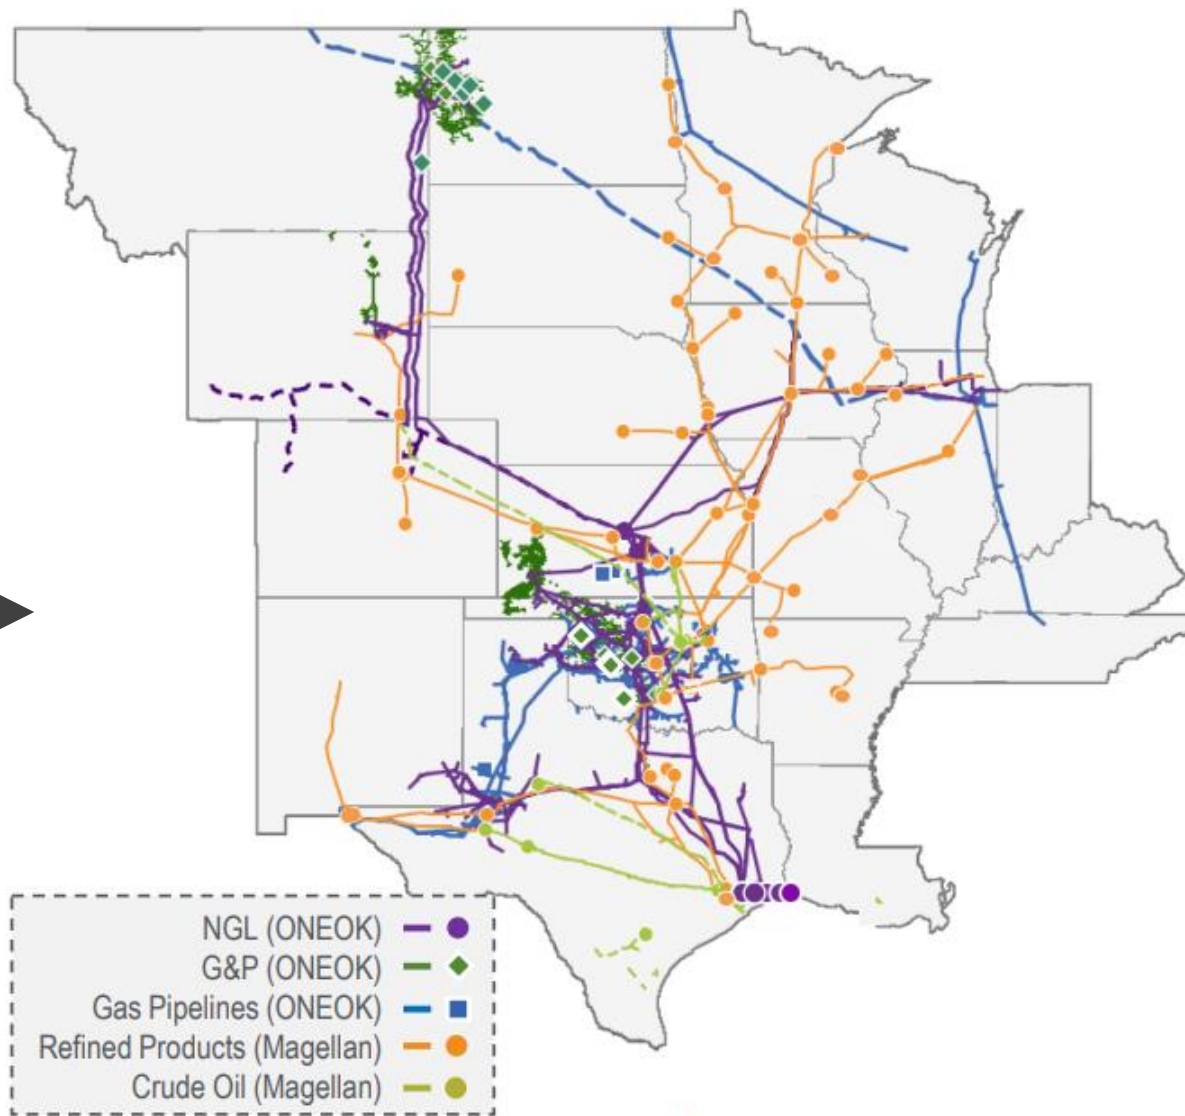 NGL (ONEOK)
G&P (ONEOK)
Gas Pipelines (ONEOK)
Refined Products (Magellan)
Crude Oil (Magellan)